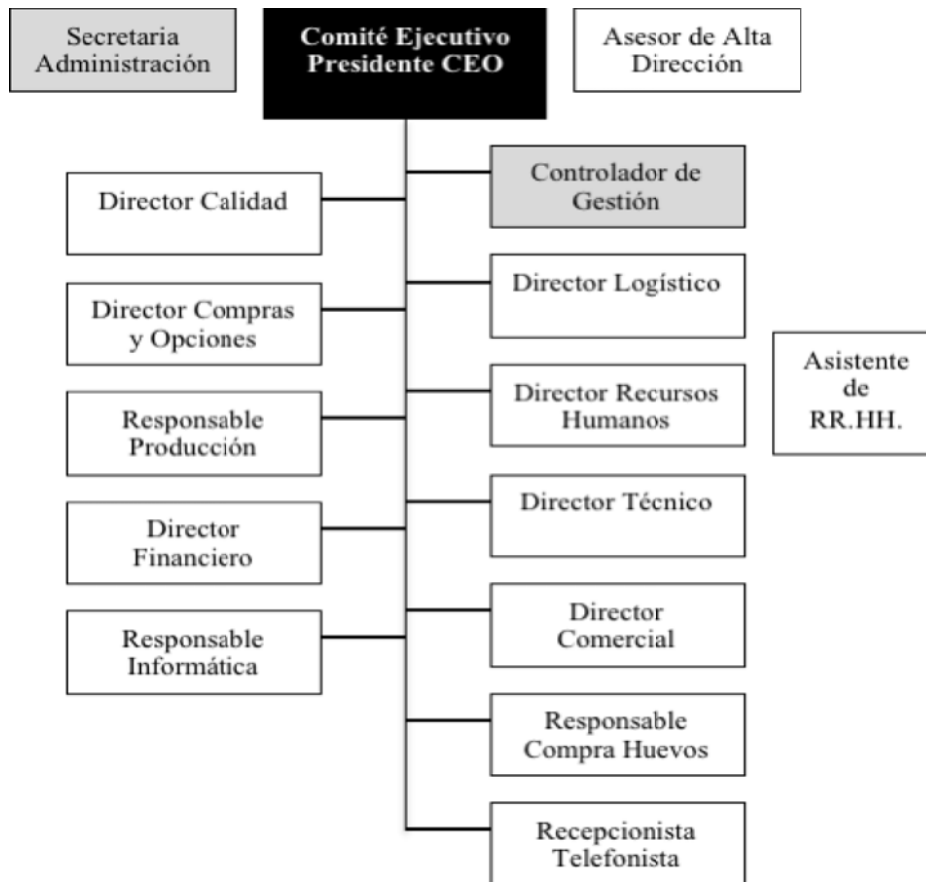 Secretaria
Administración
Comité Ejecutivo
Presidente CEO
Asesor de Alta
Dirección
Controlador de
Gestión
Director Calidad
Director Logístico
Director Compras
y Opciones
Asistente
de
RR.HH.
Director Recursos
Humanos
Responsable
Producción
Director Técnico
Director
Financiero
Director
Comercial
Responsable
Informática
Responsable
Compra Huevos
Recepcionista
Telefonista